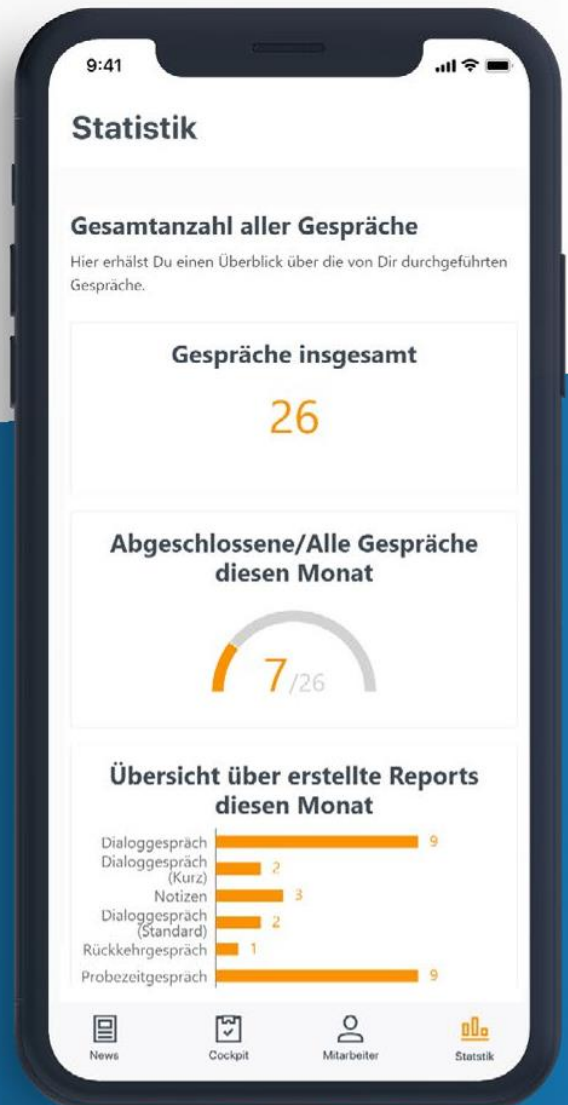 9:41
Statistik
Gesamtanzahl aller Gespräche
Hier erhälst Du einen Überblick über die von Dir durchgeführten
Gespräche.
Gespräche insgesamt
26
Abgeschlossene/Alle Gespräche
diesen Monat
7/26
Übersicht über erstellte Reports
diesen Monat
Dialoggespräch 9
Dialoggespräch
(Kurz) 2
Notizen 3
Dialoggespräch
(Standard) 2
Rückkehrgespräch 1
Probezeitgespräch 9
News Cockpit Mitarbeiter Statstik